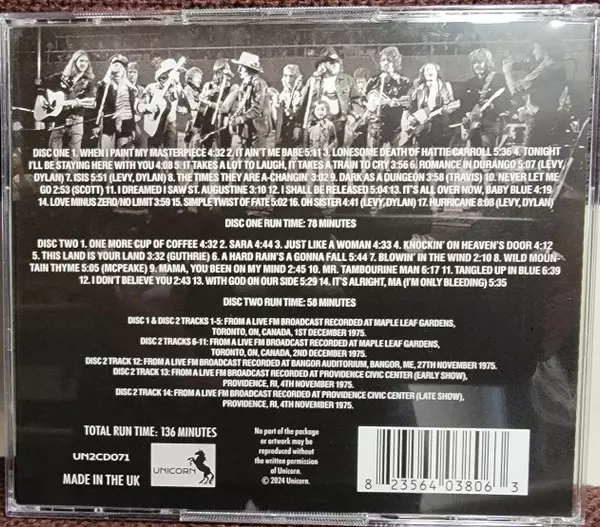 DISC ONE 1. WHEN I PAINT MY MASTERPIECE 4:32 2. IT AIN'T ME BABE 5:11 3. LONESOME DEATH OF HATTIE CARROLL 5:36 4. TONIGHT
I'LL BE STAYING HERE WITH YOU 4:08 5. IT TAKES A LOT TO LAUGH, IT TAKES A TRAIN TO CRY 3:56 6. ROMANCE IN DURANGO 5:07 (LEVY,
DYLAN) 7. ISIS 5:51 (LEVY, DYLAN) 8. THE TIMES THEY ARE A-CHANGIN' 3:02 9. DARK AS A DUNGEON 3:58 (TRAVIS) 10. NEVER LET ME
GO 2:53 (SCOTT) 11. I DREAMED I SAW ST. AUGUSTINE 3:10 12. I SHALL BE RELEASED 5:04 13. IT'S ALL OVER NOW, BABY BLUE 4:19
14. LOVE MINUS ZERO/NO LIMIT 3:59 15. SIMPLE TWIST OF FATE 5:02 16. OH SISTER 4:41 (LEVY, DYLAN) 17. HURRICANE 8:08 (LEVY, DYLAN)
DISC ONE RUN TIME: 78 MINUTES
DISC TWO 1. ONE MORE CUP OF COFFEE 4:32 2. SARA 4:44 3. JUST LIKE A WOMAN 4:33 4. KNOCKIN' ON HEAVEN'S DOOR 4:12
5. THIS LAND IS YOUR LAND 3:32 (GUTHRIE) 6. A HARD RAIN'S A GONNA FALL 5:44 7. BLOWIN' IN THE WIND 2:10 8. WILD MOUN-
TAIN THYME 5:05 (MCPEAKE) 9. MAMA, YOU BEEN ON MY MIND 2:45 10. MR. TAMBOURINE MAN 6:17 11. TANGLED UP IN BLUE 6:39
12. I DON'T BELIEVE YOU 2:43 13. WITH GOD ON OUR SIDE 5:29 14. IT'S ALRIGHT, MA (I'M ONLY BLEEDING) 5:35
DISC TWO RUN TIME: 58 MINUTES
DISC 1 & DISC 2 TRACKS 1-5: FROM A LIVE FM BROADCAST RECORDED AT MAPLE LEAF GARDENS,
TORONTO, ON, CANADA, 1ST DECEMBER 1975.
DISC 2 TRACKS 6-11: FROM A LIVE FM BROADCAST RECORDED AT MAPLE LEAF GARDENS,
TORONTO, ON, CANADA, 2ND DECEMBER 1975.
DISC 2 TRACK 12: FROM A LIVE FM BROADCAST RECORDED AT BANGOR AUDITORIUM, BANGOR, ME, 27TH NOVEMBER 1975.
DISC 2 TRACK 13: FROM A LIVE FM BROADCAST RECORDED AT PROVIDENCE CIVIC CENTER (EARLY SHOW),
PROVIDENCE, RI, 4TH NOVEMBER 1975.
DISC 2 TRACK 14: FROM A LIVE FM BROADCAST RECORDED AT PROVIDENCE CIVIC CENTER (LATE SHOW),
PROVIDENCE, RI, 4TH NOVEMBER 1975.
TOTAL RUN TIME: 136 MINUTES
UN2CD071
MADE IN THE UK
UNICORN
No part of the package
or artwork may be
reproduced without
the written permission
of Unicorn.
© 2024 Unicorn.
8 23564 03806 3